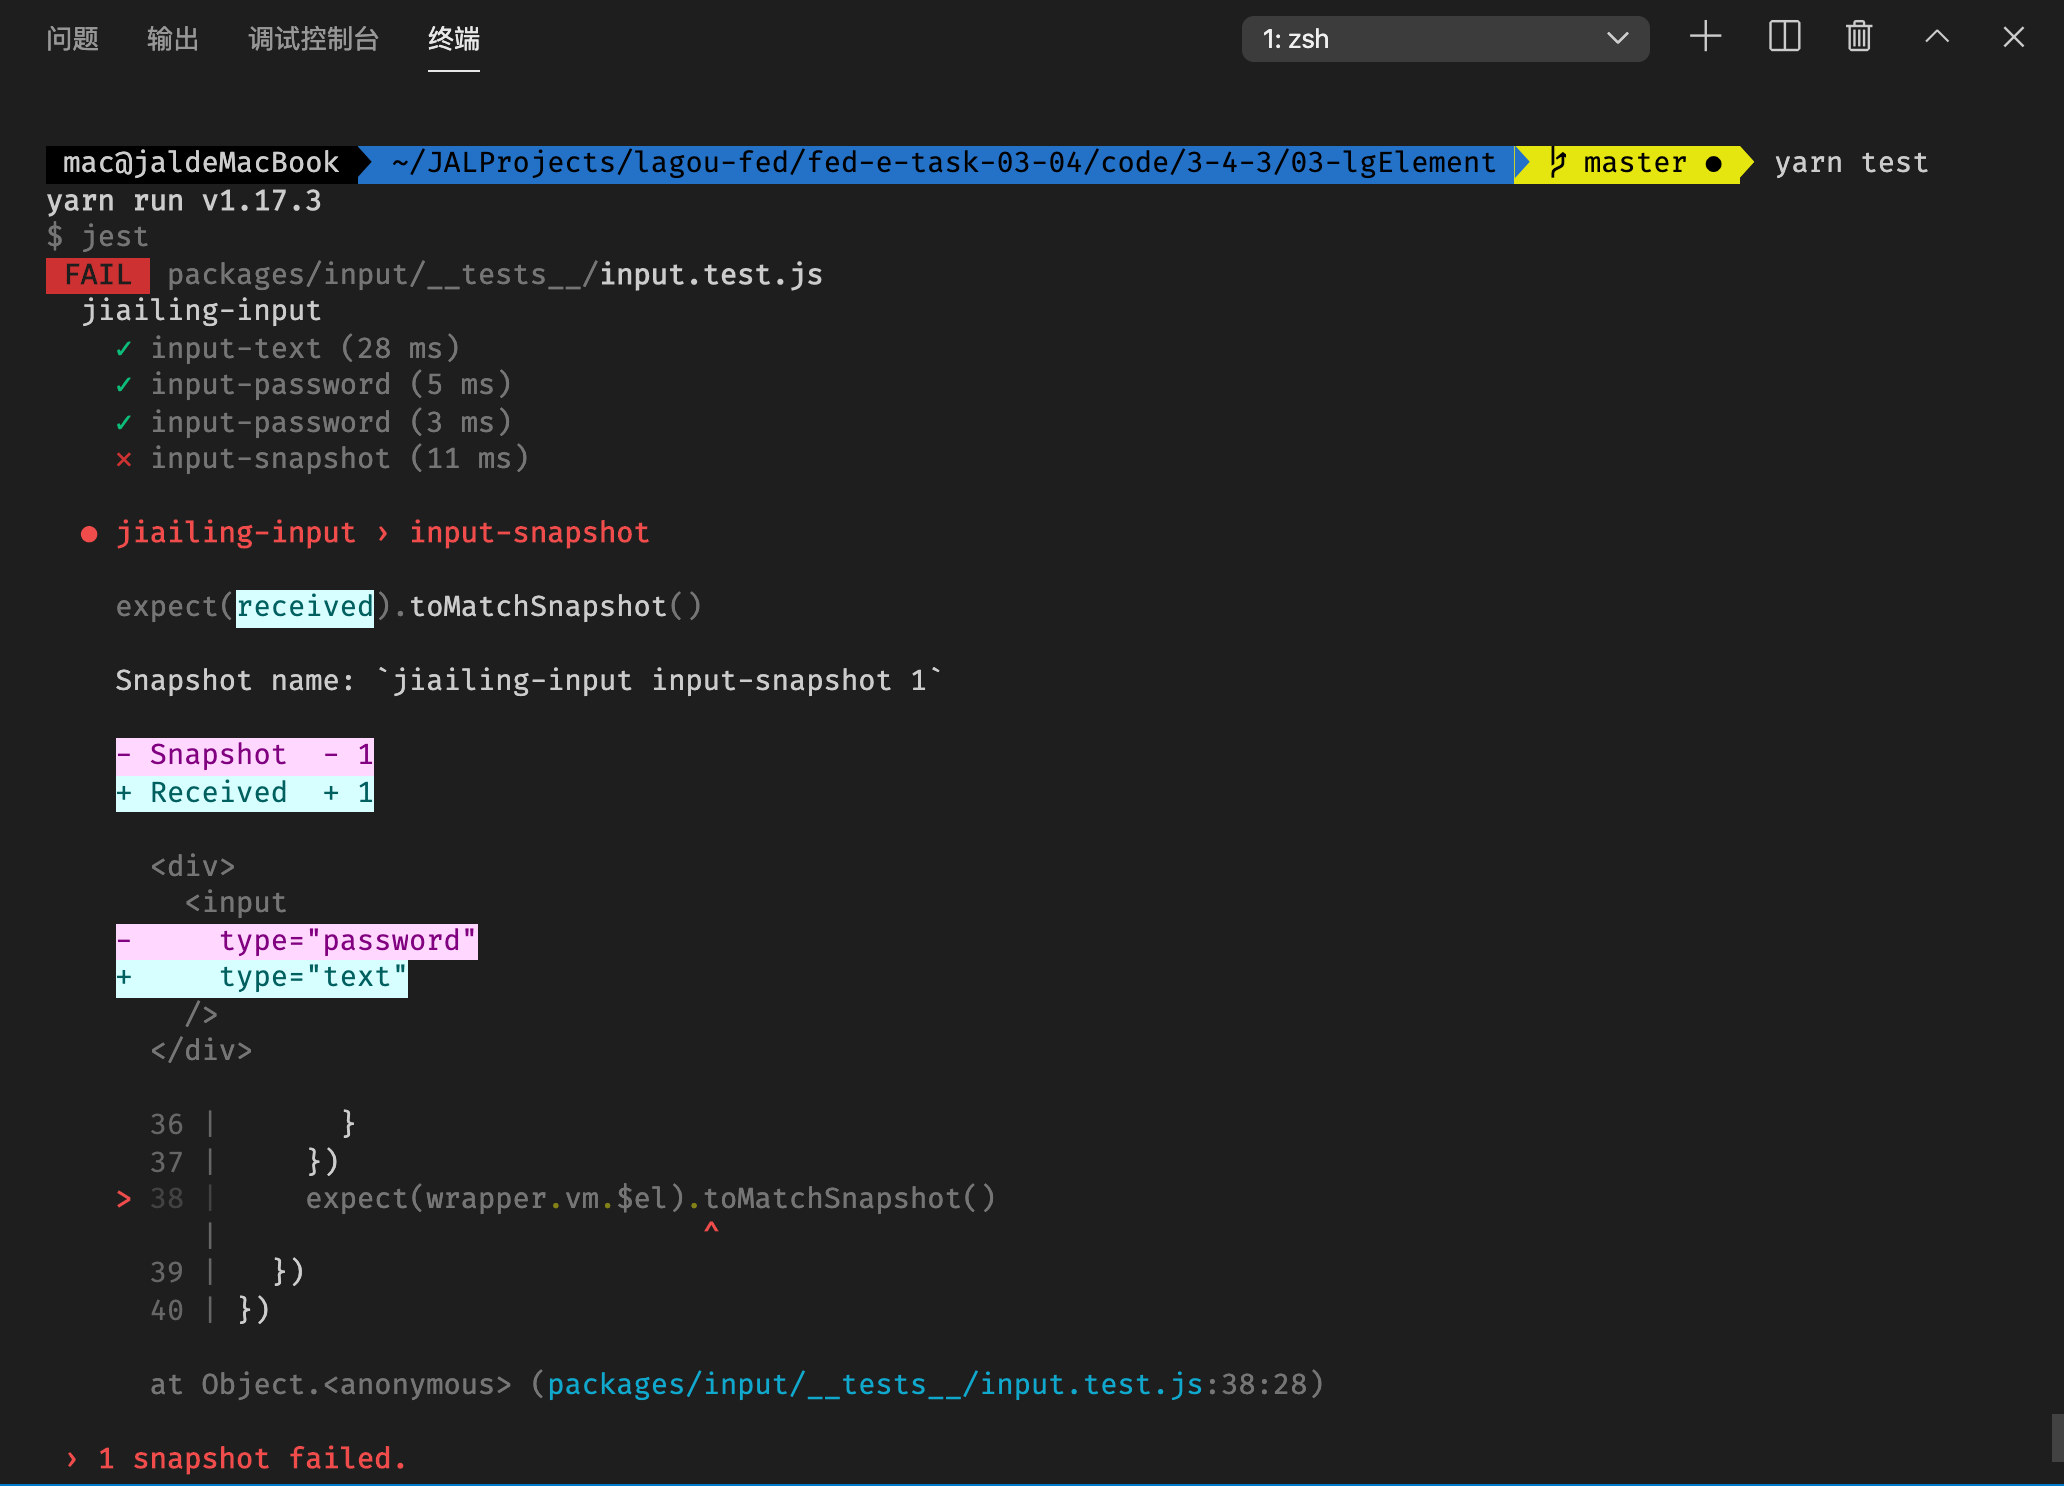 问题 输出 调试控制台 终端 1: zsh
mac@jaldeMacBook ~/JALProjects/lagou-fed/fed-e-task-03-04/code/3-4-3/03-lgElement master ● yarn test
yarn run v1.17.3
$ jest
FAIL packages/input/__tests__/input.test.js
jiailing-input
✓ input-text (28 ms)
✓ input-password (5 ms)
✓ input-password (3 ms)
✕ input-snapshot (11 ms)
● jiailing-input › input-snapshot
expect(received).toMatchSnapshot()
Snapshot name: `jiailing-input input-snapshot 1`
- Snapshot  - 1
+ Received  + 1
<div>
<input
-     type="password"
+     type="text"
/>
</div>
36 |       }
37 |     })
> 38 |     expect(wrapper.vm.$el).toMatchSnapshot()
|                            ^
39 |   })
40 | })
at Object.<anonymous> (packages/input/__tests__/input.test.js:38:28)
› 1 snapshot failed.